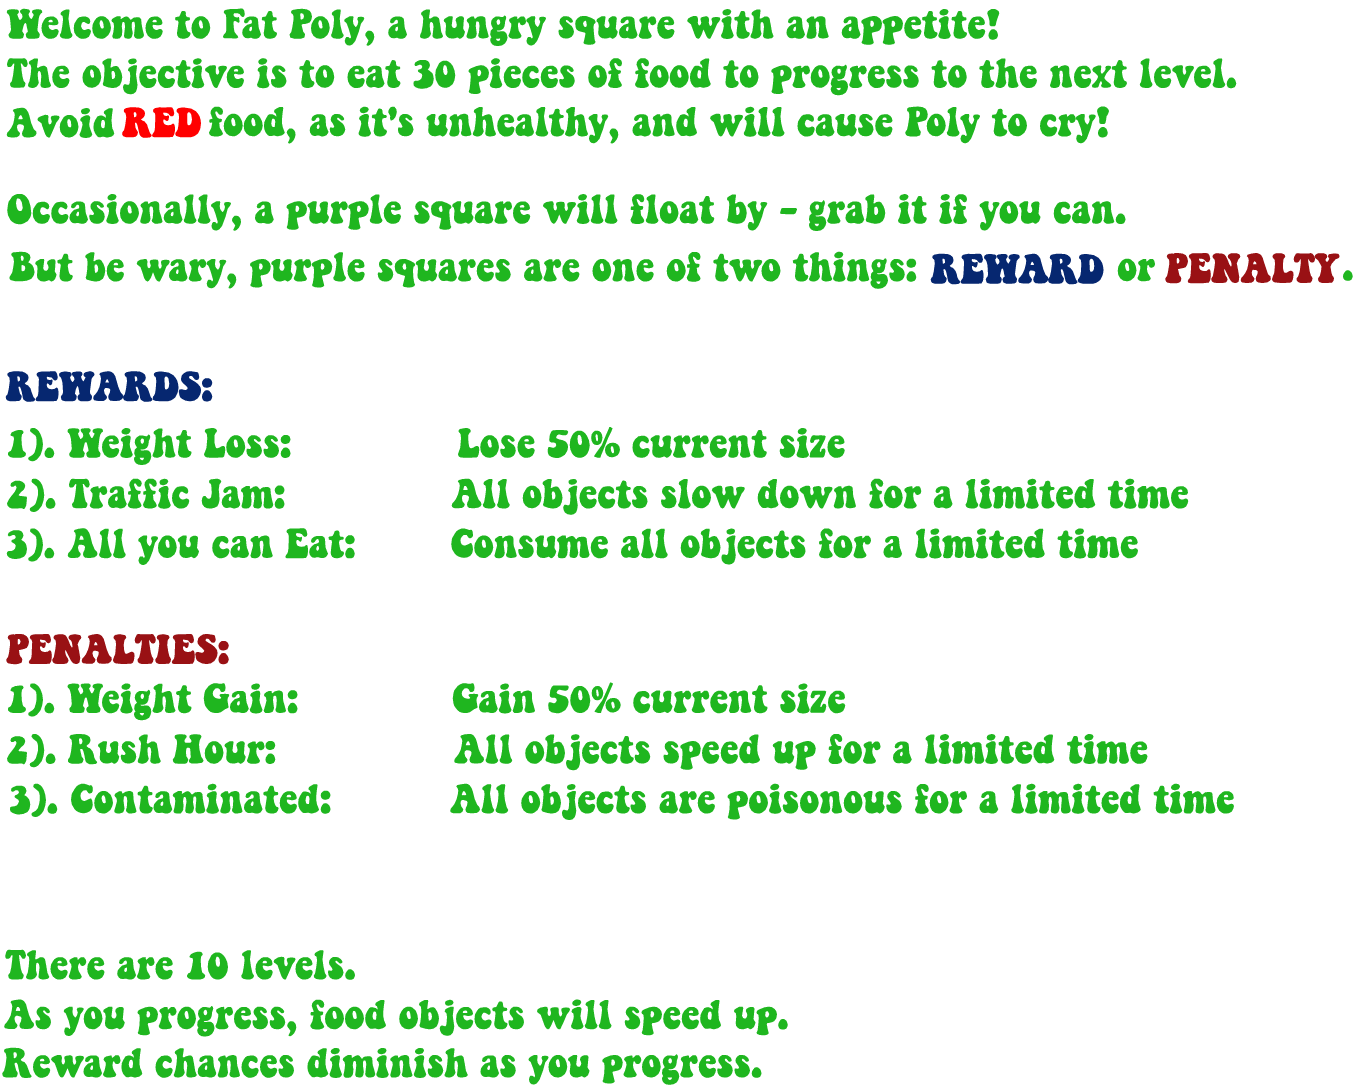 Welcome to Fat Poly, a hungry square with an appetite!
The objective is to eat 30 pieces of food to progress to the next level.
Avoid RED food, as it's unhealthy, and will cause Poly to cry!
Occasionally, a purple square will float by – grab it if you can.
But be wary, purple squares are one of two things: REWARD or PENALTY.
REWARDS:
1). Weight Loss: Lose 50% current size
2). Traffic Jam: All objects slow down for a limited time
3). All you can Eat: Consume all objects for a limited time
PENALTIES:
1). Weight Gain: Gain 50% current size
2). Rush Hour: All objects speed up for a limited time
3). Contaminated: All objects are poisonous for a limited time
There are 10 levels.
As you progress, food objects will speed up.
Reward chances diminish as you progress.